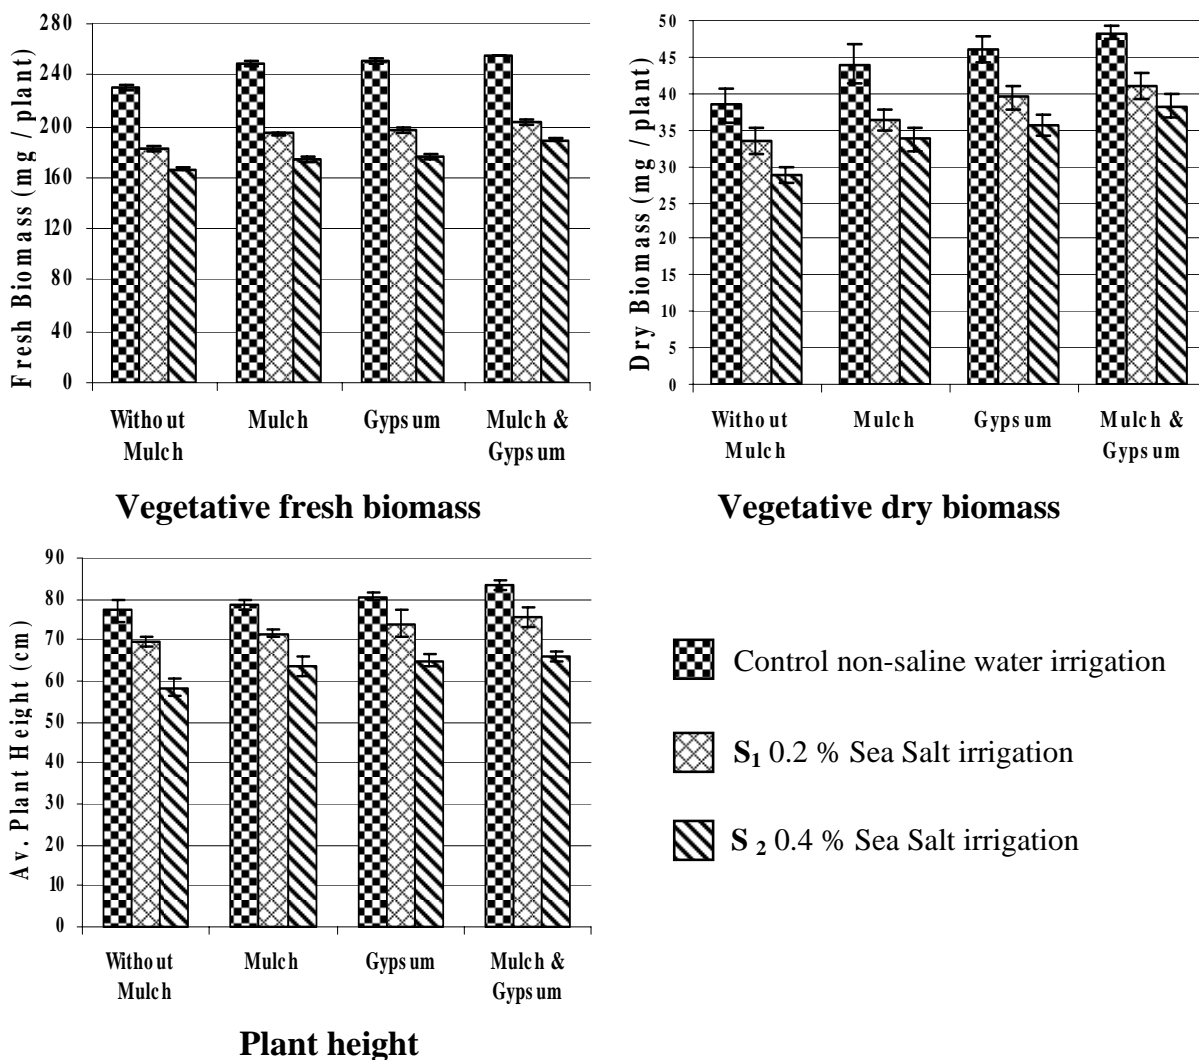 Fresh Biomass (mg / plant)
280
240
200
160
120
80
40
0
Without Mulch
Mulch
Gypsum
Mulch & Gypsum
Vegetative fresh biomass
Dry Biomass (mg / plant)
50
45
40
35
30
25
20
15
10
5
0
Without Mulch
Mulch
Gypsum
Mulch & Gypsum
Vegetative dry biomass
Av. Plant Height (cm)
90
80
70
60
50
40
30
20
10
0
Without Mulch
Mulch
Gypsum
Mulch & Gypsum
Plant height
Control non-saline water irrigation
S1 0.2 % Sea Salt irrigation
S 2 0.4 % Sea Salt irrigation